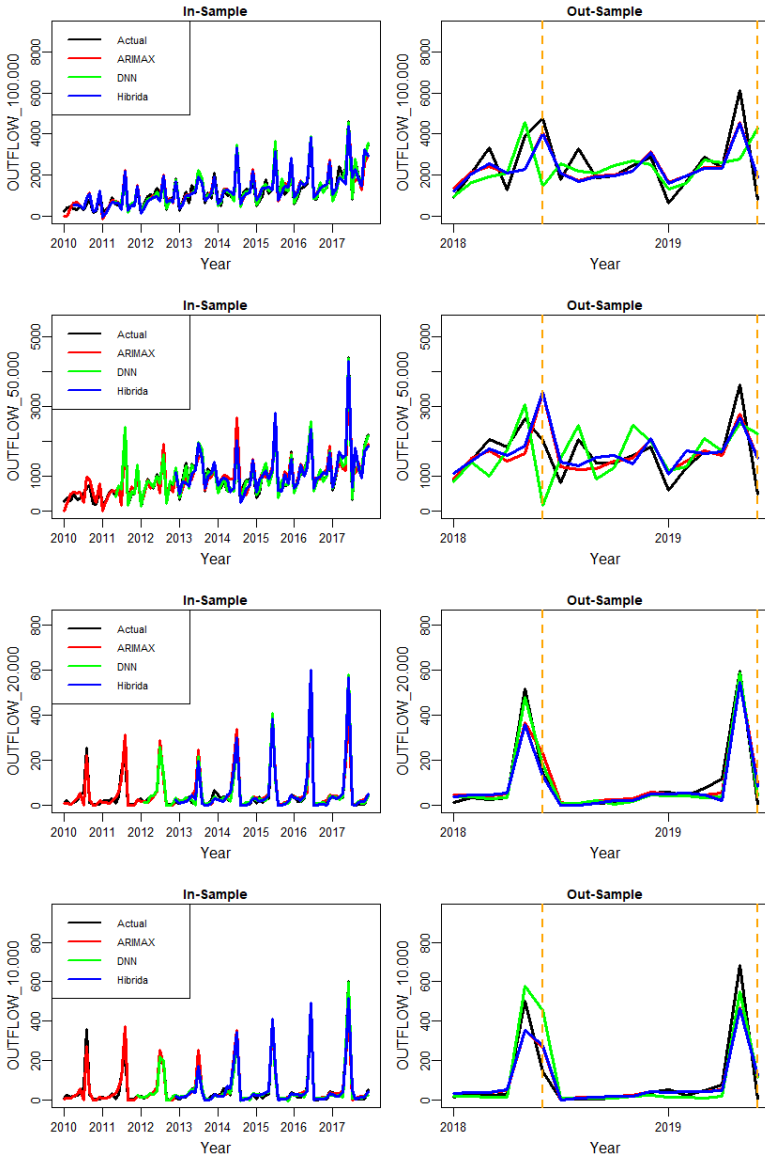 In-Sample
OUTFLOW_100.000
8000
6000
4000
2000
0
Actual
ARIMAX
DNN
Hibrida
2010 2011 2012 2013 2014 2015 2016 2017
Year
Out-Sample
OUTFLOW_100.000
8000
6000
4000
2000
0
2018 2019
Year
In-Sample
OUTFLOW_50.000
5000
3000
1000
0
Actual
ARIMAX
DNN
Hibrida
2010 2011 2012 2013 2014 2015 2016 2017
Year
Out-Sample
OUTFLOW_50.000
5000
3000
1000
0
2018 2019
Year
In-Sample
OUTFLOW_20.000
800
600
400
200
0
Actual
ARIMAX
DNN
Hibrida
2010 2011 2012 2013 2014 2015 2016 2017
Year
Out-Sample
OUTFLOW_20.000
800
600
400
200
0
2018 2019
Year
In-Sample
OUTFLOW_10.000
800
600
400
200
0
Actual
ARIMAX
DNN
Hibrida
2010 2011 2012 2013 2014 2015 2016 2017
Year
Out-Sample
OUTFLOW_10.000
800
600
400
200
0
2018 2019
Year